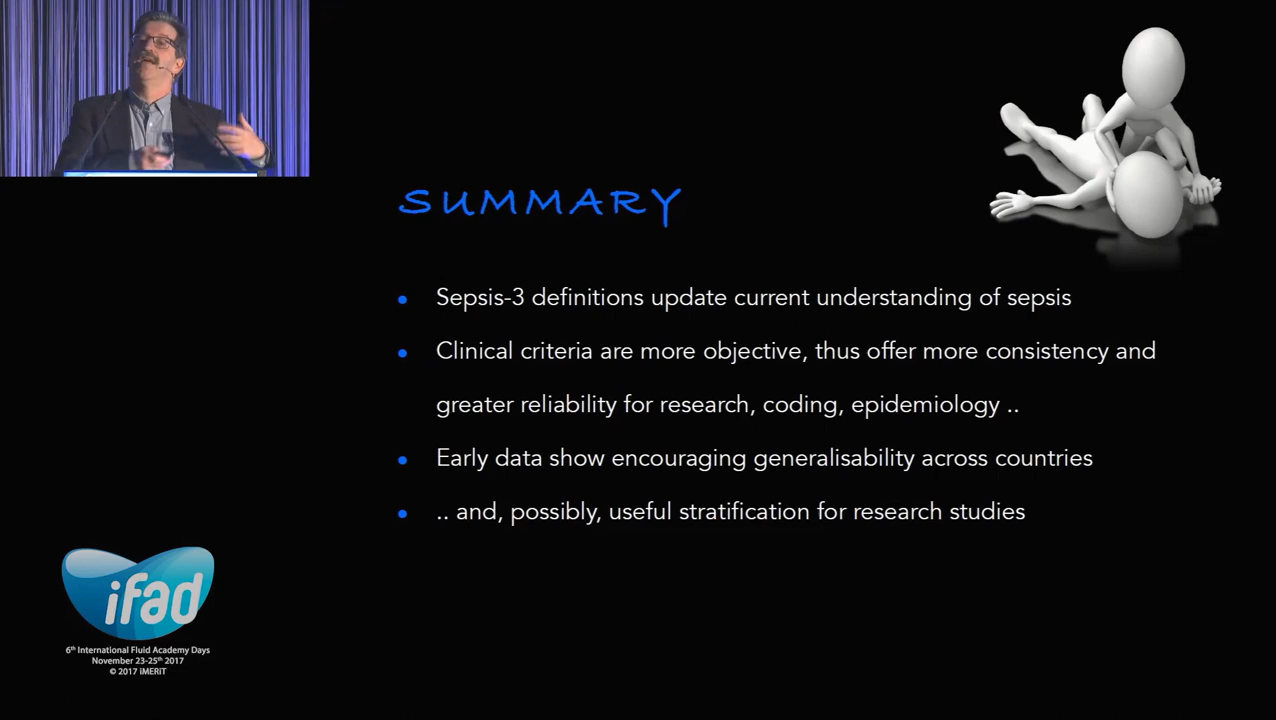 SUMMARY
Sepsis-3 definitions update current understanding of sepsis
Clinical criteria are more objective, thus offer more consistency and
greater reliability for research, coding, epidemiology ..
Early data show encouraging generalisability across countries
.. and, possibly, useful stratification for research studies
ifad
6th International Fluid Academy Days
November 23-25th 2017
© 2017 iMERiT